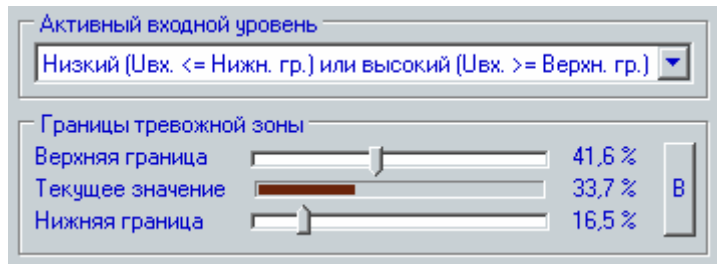 Активный входной уровень
Низкий (Uвх. <= Нижн. гр.) или высокий (Uвх. >= Верхн. гр.)
Границы тревожной зоны
Верхняя граница 41,6 %
Текущее значение 33,7 % В
Нижняя граница 16,5 %